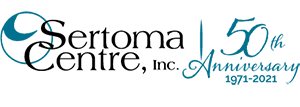 Sertoma
Centre, Inc.
50th
Anniversary
1971-2021